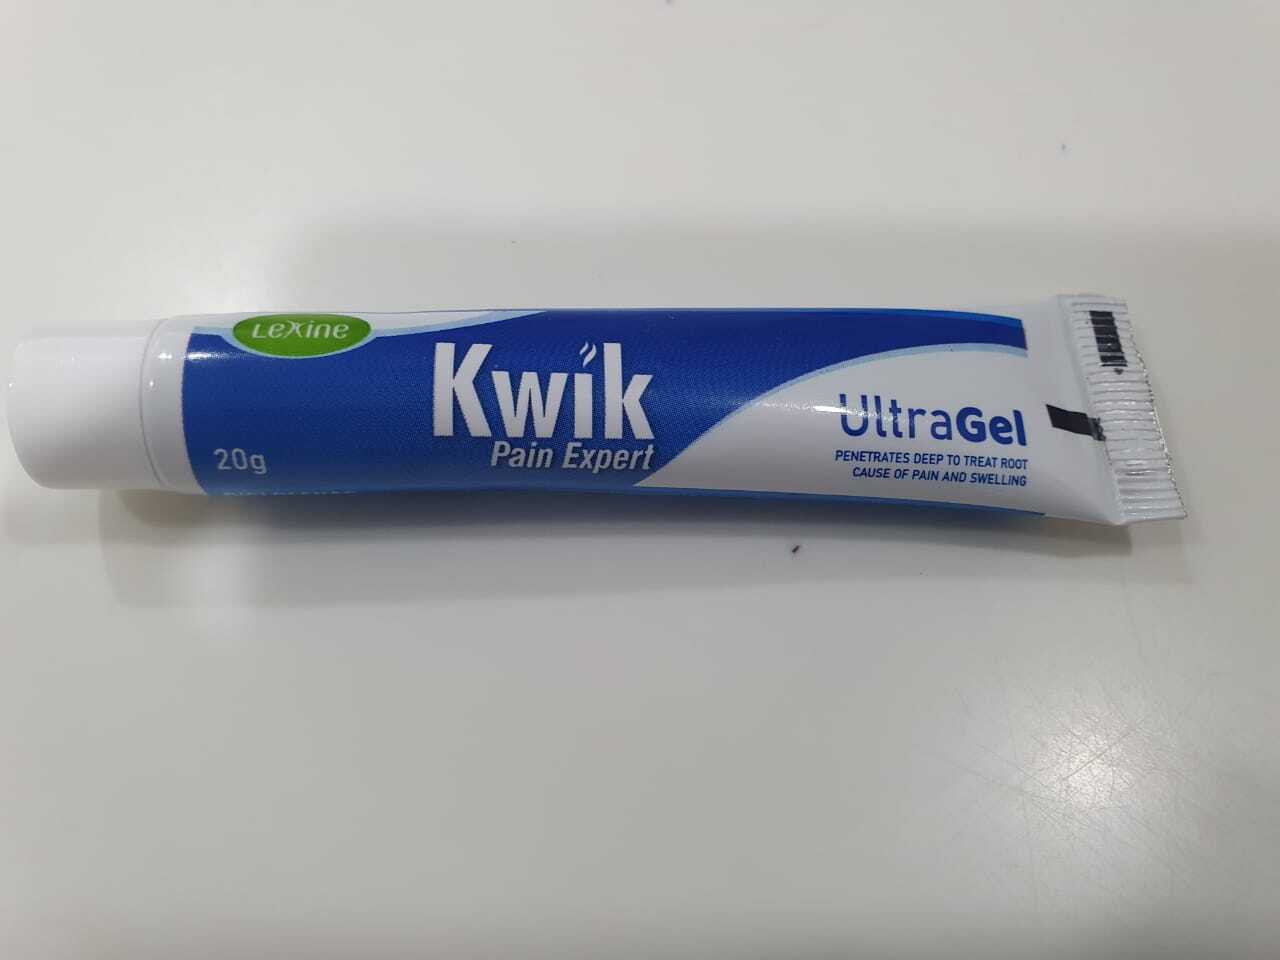 Lexine
Kwik
Pain Expert
20g
UltraGel
PENETRATES DEEP TO TREAT ROOT
CAUSE OF PAIN AND SWELLING